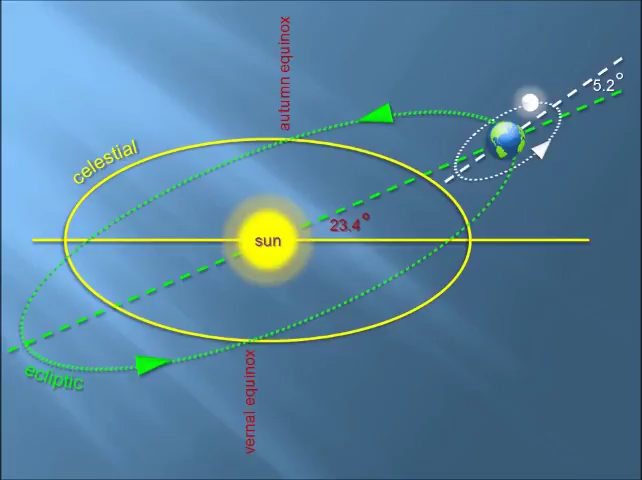 autumn equinox
5.2°
celestial
23.4°
sun
ecliptic
vernal equinox